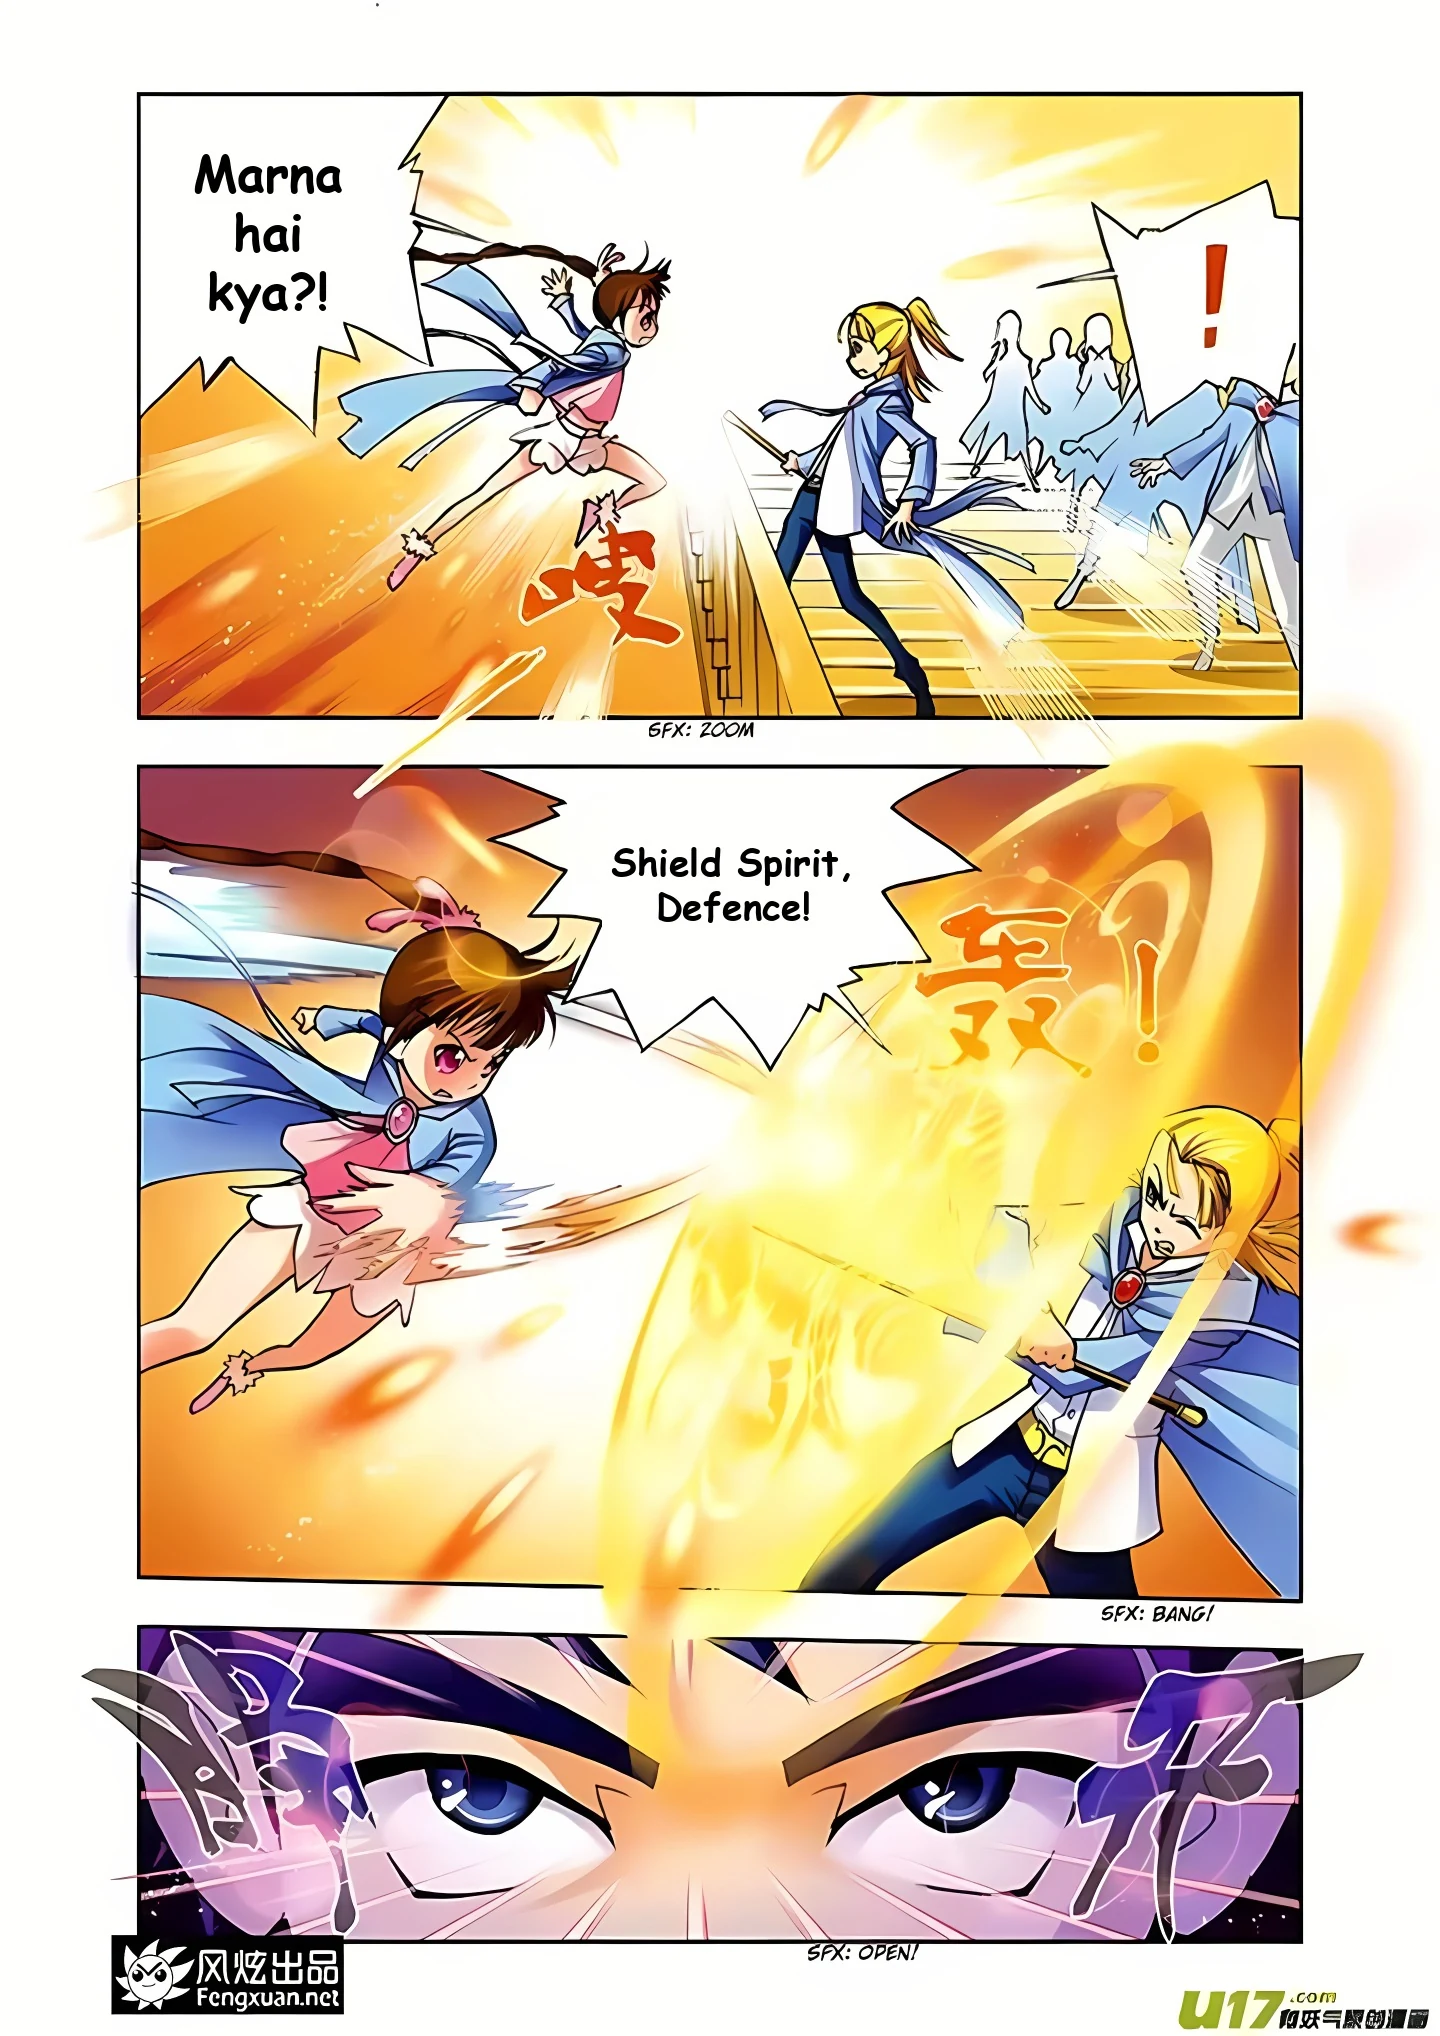 Marna
hai
kya?!
!
嗖
SFX: ZOOM
Shield Spirit,
Defence!
轰!
SFX: BANG!
SFX: OPEN!
风炫出品
Fengxuan.net
U17.com